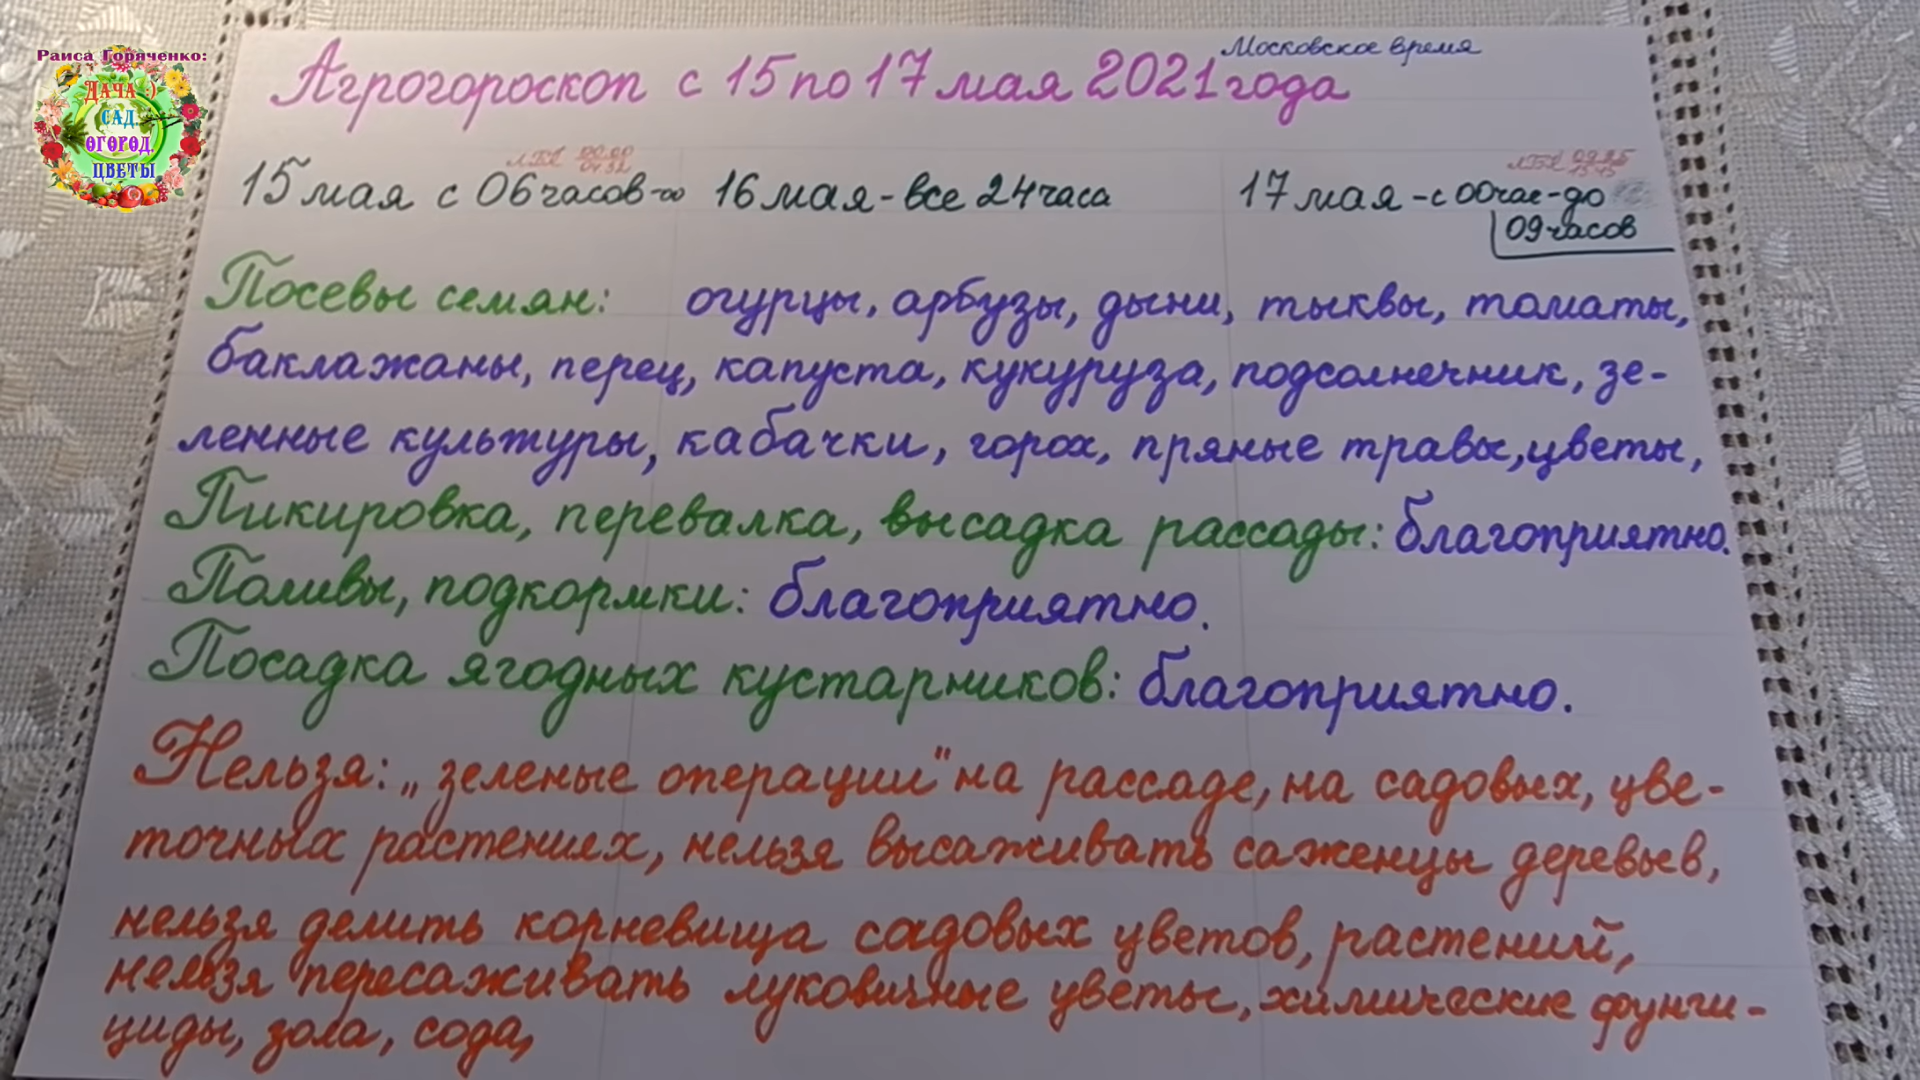 Раиса Горяченко:
ДАЧА,
САД,
ОГОРОД,
ЦВЕТЫ
Московское время
Агрогороскоп с 15 по 17 мая 2021 года
15 мая с 06 часов-∞ 16 мая - все 24 часа 17 мая - с 00 час - до
09 часов
Посевы семян: огурцы, арбузы, дыни, тыквы, томаты,
баклажаны, перец, капуста, кукуруза, подсолнечник, зе-
ленные культуры, кабачки, горох, пряные травы, цветы,
Пикировка, перевалка, высадка рассады: благоприятно.
Поливы, подкормки: благоприятно.
Посадка ягодных кустарников: благоприятно.
Нельзя: „зеленые операции" на рассаде, на садовых, цве-
точных растениях, нельзя высаживать саженцы деревьев,
нельзя делить корневища садовых цветов, растений,
нельзя пересаживать луковичные цветы, химические фунги-
циды, зола, сода,